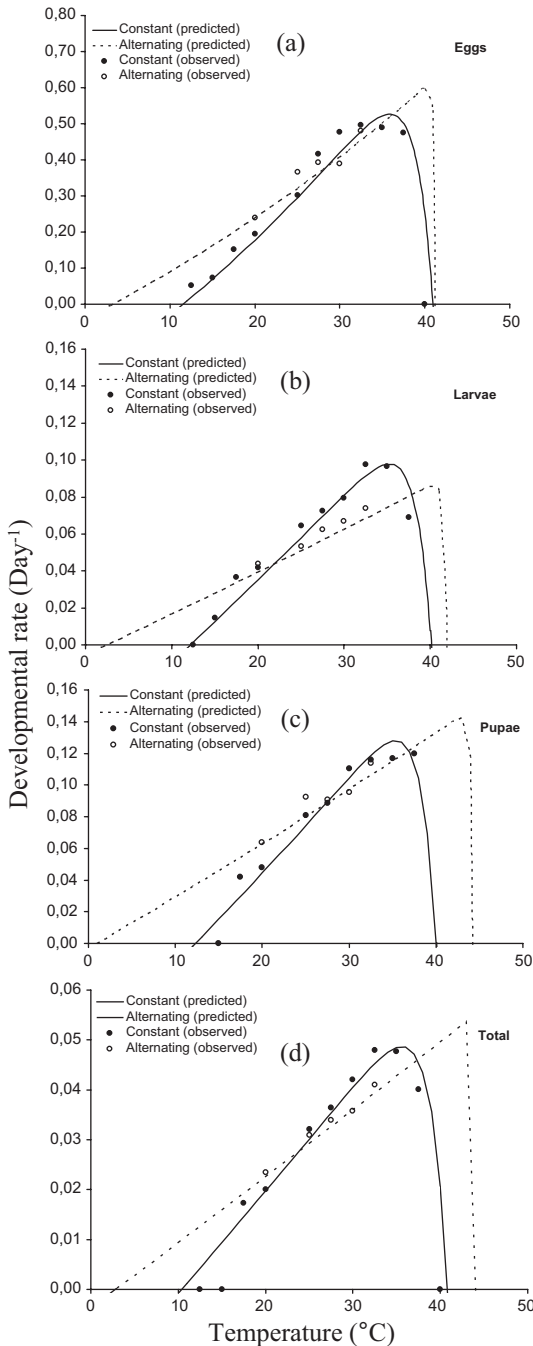 Developmental rate (Day-1)
0,80
0,70
0,60
0,50
0,40
0,30
0,20
0,10
0,00
Constant (predicted)
Alternating (predicted)
Constant (observed)
Alternating (observed)
(a)
Eggs
0 10 20 30 40 50
0,16
0,14
0,12
0,10
0,08
0,06
0,04
0,02
0,00
Constant (predicted)
Alternating (predicted)
Constant (observed)
Alternating (observed)
(b)
Larvae
0 10 20 30 40 50
0,16
0,14
0,12
0,10
0,08
0,06
0,04
0,02
0,00
Constant (predicted)
Alternating (predicted)
Constant (observed)
Alternating (observed)
(c)
Pupae
0 10 20 30 40 50
0,06
0,05
0,04
0,03
0,02
0,01
0,00
Constant (predicted)
Alternating (predicted)
Constant (observed)
Alternating (observed)
(d)
Total
0 10 20 30 40 50
Temperature (°C)